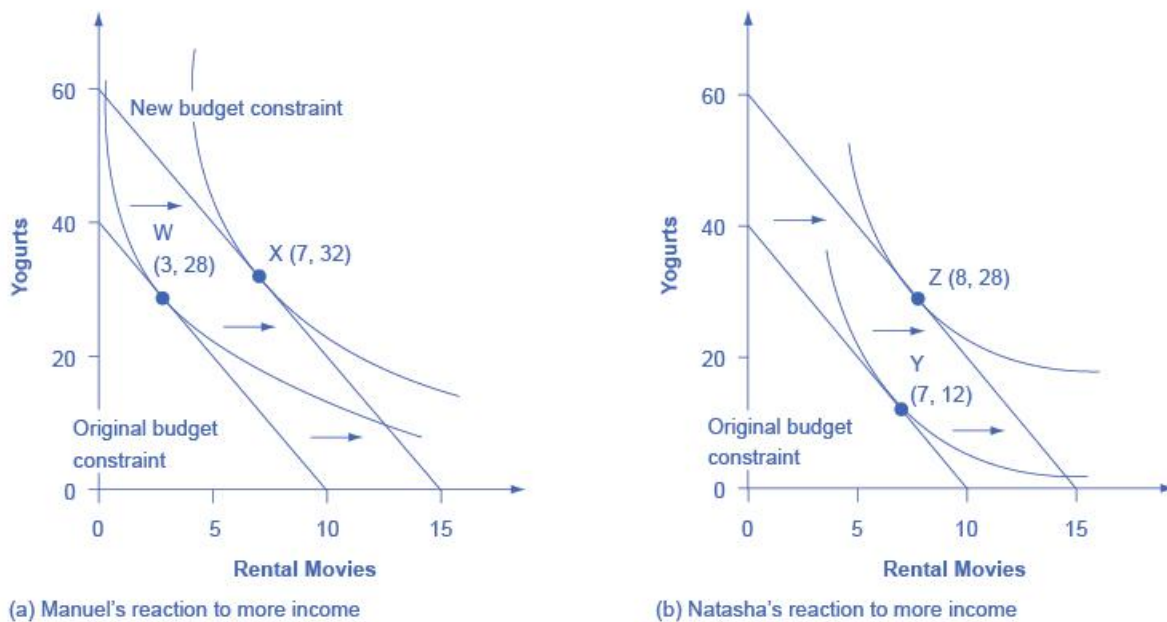 60
New budget constraint
40
W
(3, 28)
X (7, 32)
Yogurts
20
Original budget
constraint
0
0
5
10
15
Rental Movies
(a) Manuel's reaction to more income
60
40
Yogurts
Z (8, 28)
20
Y
(7, 12)
Original budget
constraint
0
0
5
10
15
Rental Movies
(b) Natasha's reaction to more income